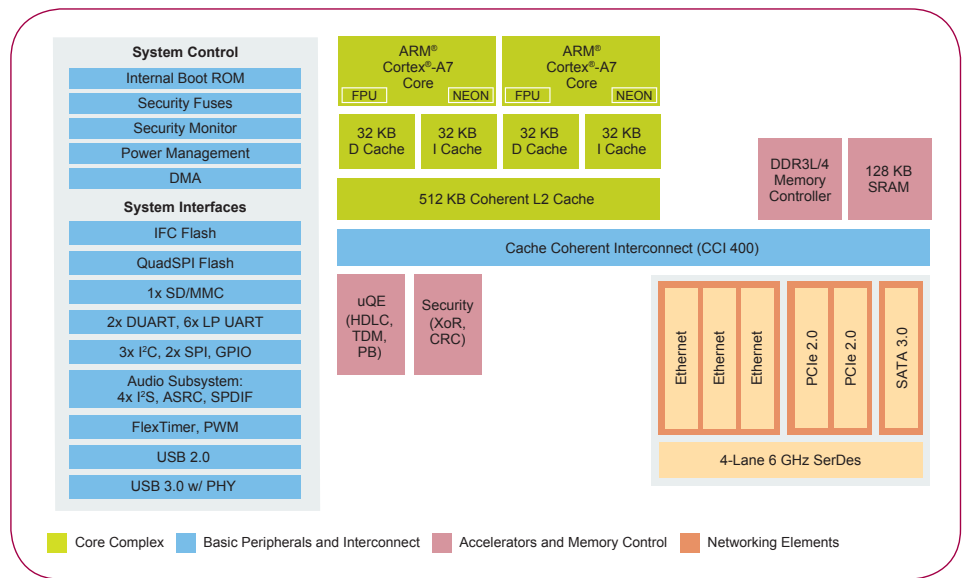 System Control
Internal Boot ROM
Security Fuses
Security Monitor
Power Management
DMA
System Interfaces
IFC Flash
QuadSPI Flash
1x SD/MMC
2x DUART, 6x LP UART
3x I²C, 2x SPI, GPIO
Audio Subsystem:
4x I²S, ASRC, SPDIF
FlexTimer, PWM
USB 2.0
USB 3.0 w/ PHY
ARM®
Cortex®-A7
Core
FPU
NEON
ARM®
Cortex®-A7
Core
FPU
NEON
32 KB
D Cache
32 KB
I Cache
32 KB
D Cache
32 KB
I Cache
512 KB Coherent L2 Cache
DDR3L/4
Memory
Controller
128 KB
SRAM
Cache Coherent Interconnect (CCI 400)
uQE
(HDLC,
TDM,
PB)
Security
(XoR,
CRC)
Ethernet
Ethernet
Ethernet
PCIe 2.0
PCIe 2.0
SATA 3.0
4-Lane 6 GHz SerDes
Core Complex
Basic Peripherals and Interconnect
Accelerators and Memory Control
Networking Elements